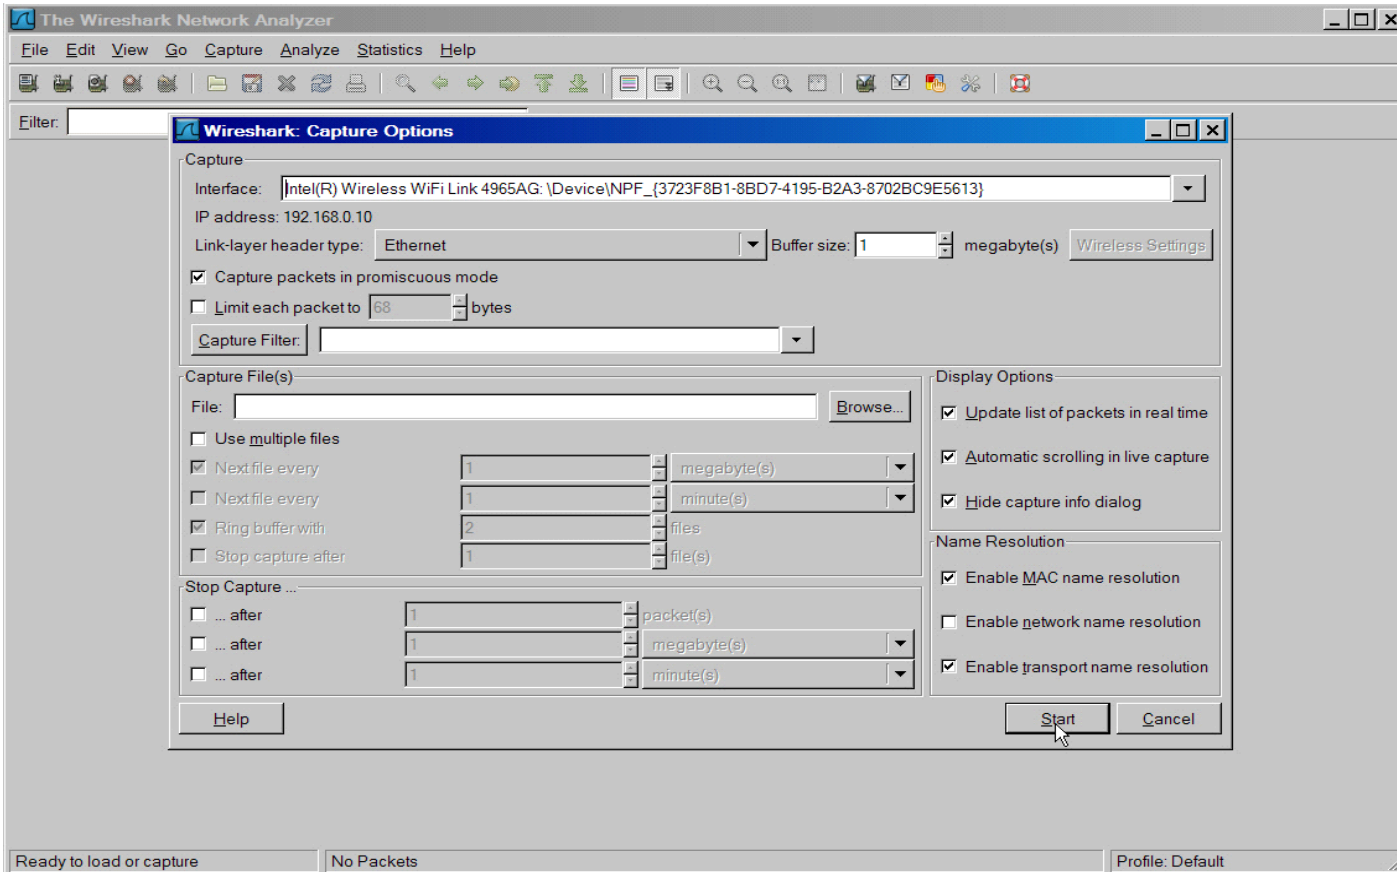 The Wireshark Network Analyzer
File Edit View Go Capture Analyze Statistics Help
Filter:
Wireshark: Capture Options
Capture
Interface: Intel(R) Wireless WiFi Link 4965AG: \Device\NPF_{3723F8B1-8BD7-4195-B2A3-8702BC9E5613}
IP address: 192.168.0.10
Link-layer header type: Ethernet Buffer size: 1 megabyte(s) Wireless Settings
Capture packets in promiscuous mode
Limit each packet to 68 bytes
Capture Filter:
Capture File(s)
File: Browse...
Use multiple files
Next file every 1 megabyte(s)
Next file every 1 minute(s)
Ring buffer with 2 files
Stop capture after 1 file(s)
Stop Capture ...
... after 1 packet(s)
... after 1 megabyte(s)
... after 1 minute(s)
Display Options
Update list of packets in real time
Automatic scrolling in live capture
Hide capture info dialog
Name Resolution
Enable MAC name resolution
Enable network name resolution
Enable transport name resolution
Help Start Cancel
Ready to load or capture No Packets Profile: Default